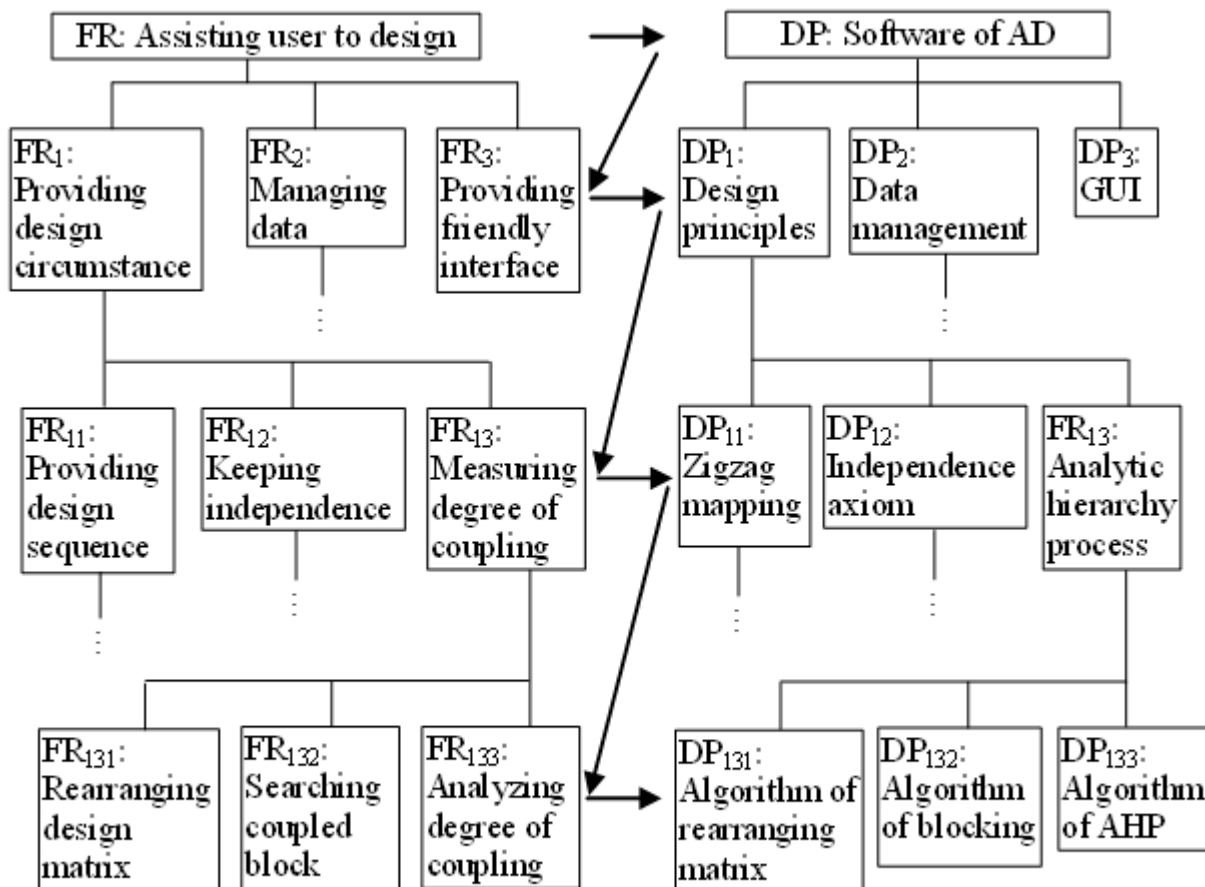 FR: Assisting user to design
DP: Software of AD
FR₁:
Providing
design
circumstance
FR₂:
Managing
data
FR₃:
Providing
friendly
interface
DP₁:
Design
principles
DP₂:
Data
management
DP₃:
GUI
FR₁₁:
Providing
design
sequence
FR₁₂:
Keeping
independence
FR₁₃:
Measuring
degree of
coupling
DP₁₁:
Zigzag
mapping
DP₁₂:
Independence
axiom
FR₁₃:
Analytic
hierarchy
process
FR₁₃₁:
Rearranging
design
matrix
FR₁₃₂:
Searching
coupled
block
FR₁₃₃:
Analyzing
degree of
coupling
DP₁₃₁:
Algorithm of
rearranging
matrix
DP₁₃₂:
Algorithm
of blocking
DP₁₃₃:
Algorithm
of AHP